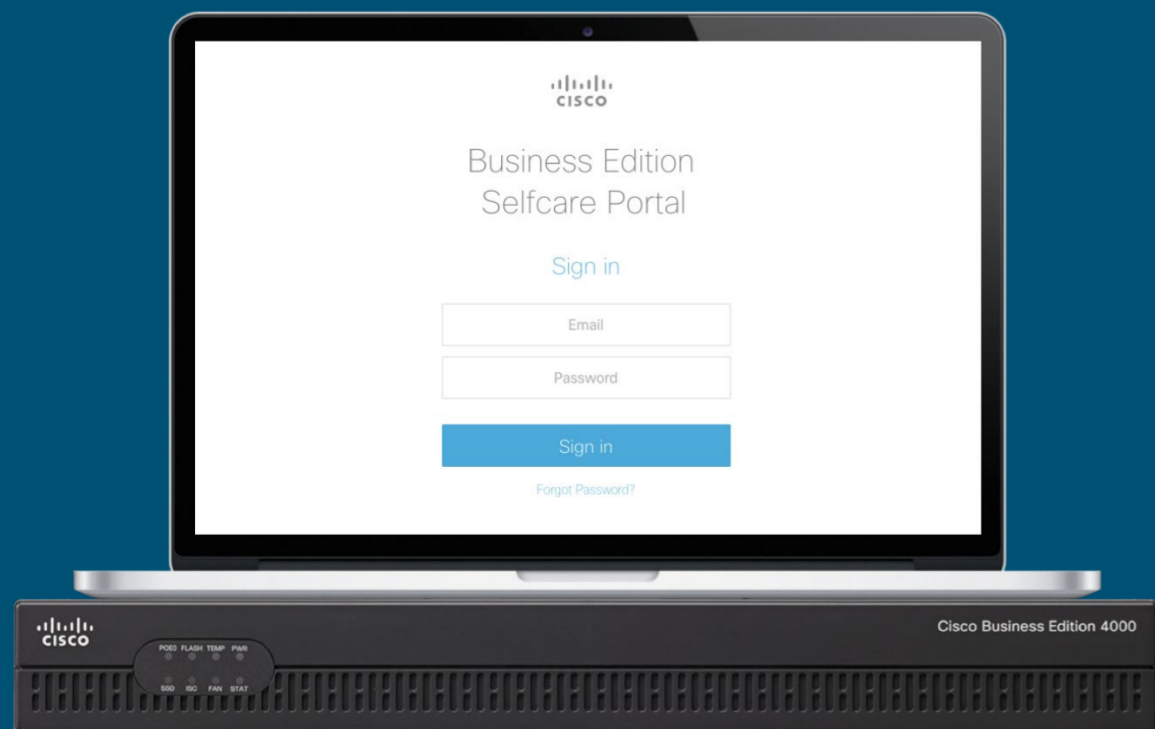 CISCO
Business Edition
Selfcare Portal
Sign in
Email
Password
Sign in
Forgot Password?
CISCO
Cisco Business Edition 4000
POE0 FLASH TEMP PWR
SSD ISC FAN STAT